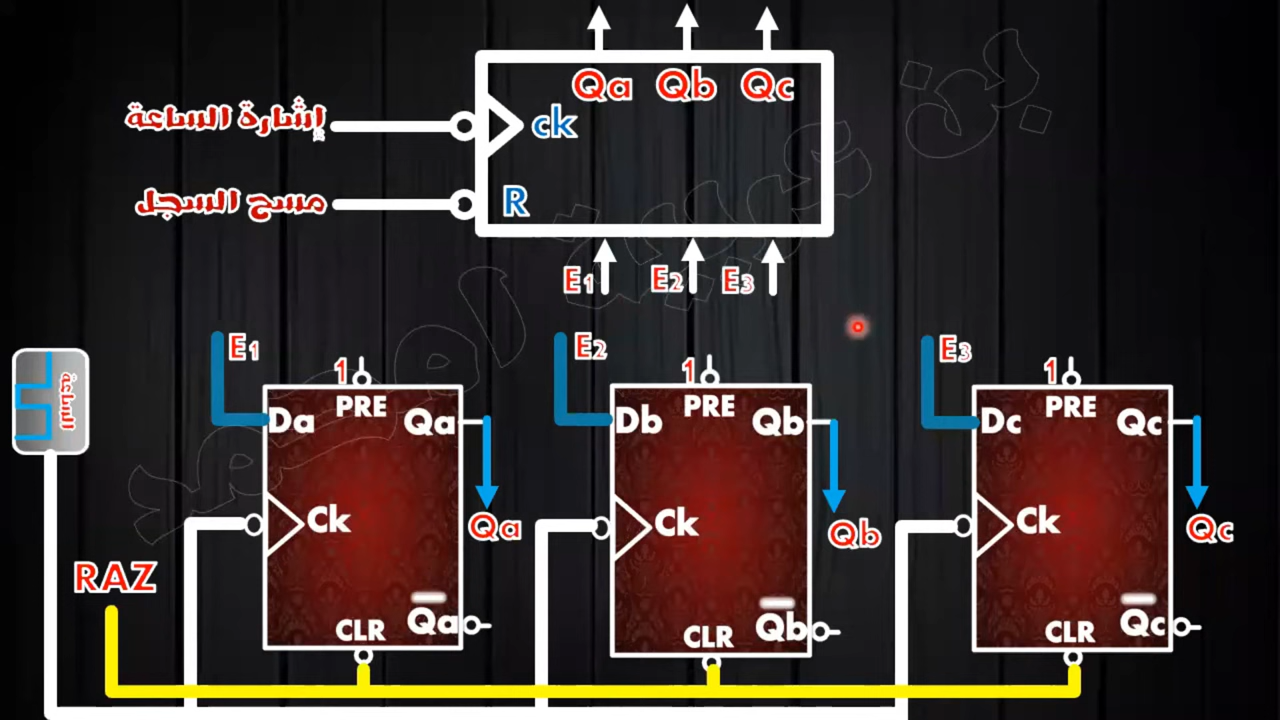 Qa Qb Qc
إشارة الساعة ck
مسح السجل R
E1 E2 E3
E1 E2 E3
1 1 1
PRE PRE PRE
Da Qa Db Qb Dc Qc
الساعة
Ck Ck Ck
Qa Qb Qc
RAZ
Qa Qb Qc
CLR CLR CLR